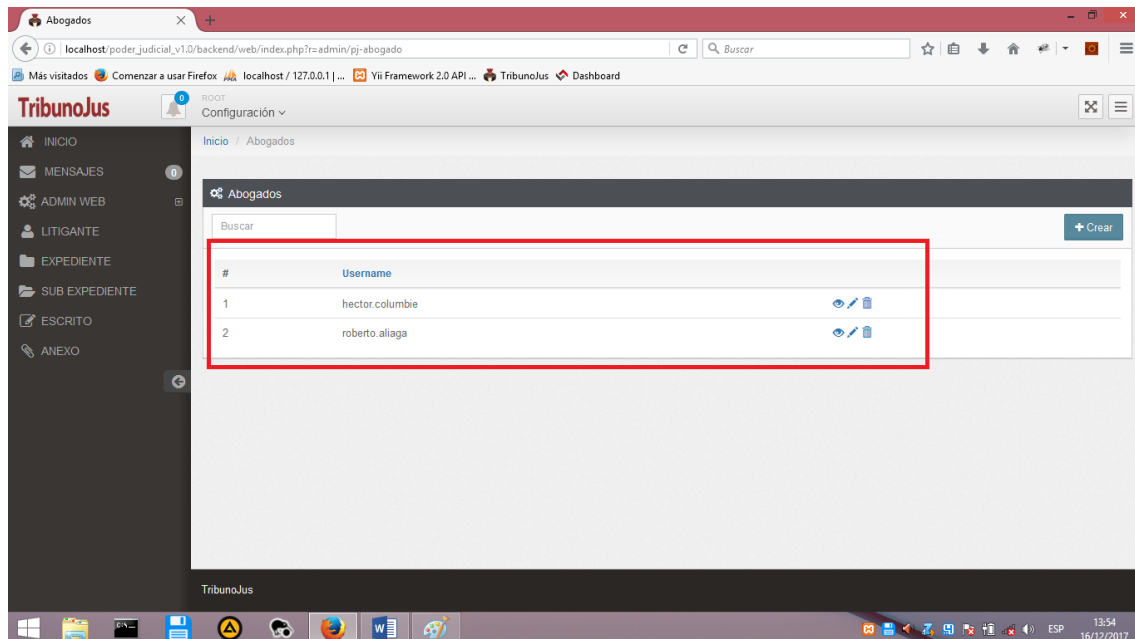 Abogados
localhost/poder_judicial_v1.0/backend/web/index.php?r=admin/pj-abogado
Buscar
Más visitados Comenzar a usar Firefox localhost / 127.0.0.1 | ... Yii Framework 2.0 API ... TribunoJus Dashboard
TribunoJus
0
ROOT
Configuración
INICIO
MENSAJES 0
ADMIN WEB
LITIGANTE
EXPEDIENTE
SUB EXPEDIENTE
ESCRITO
ANEXO
Inicio / Abogados
Abogados
Buscar
+ Crear
# Username
1 hector.columbie
2 roberto.aliaga
TribunoJus
ESP
13:54
16/12/2017